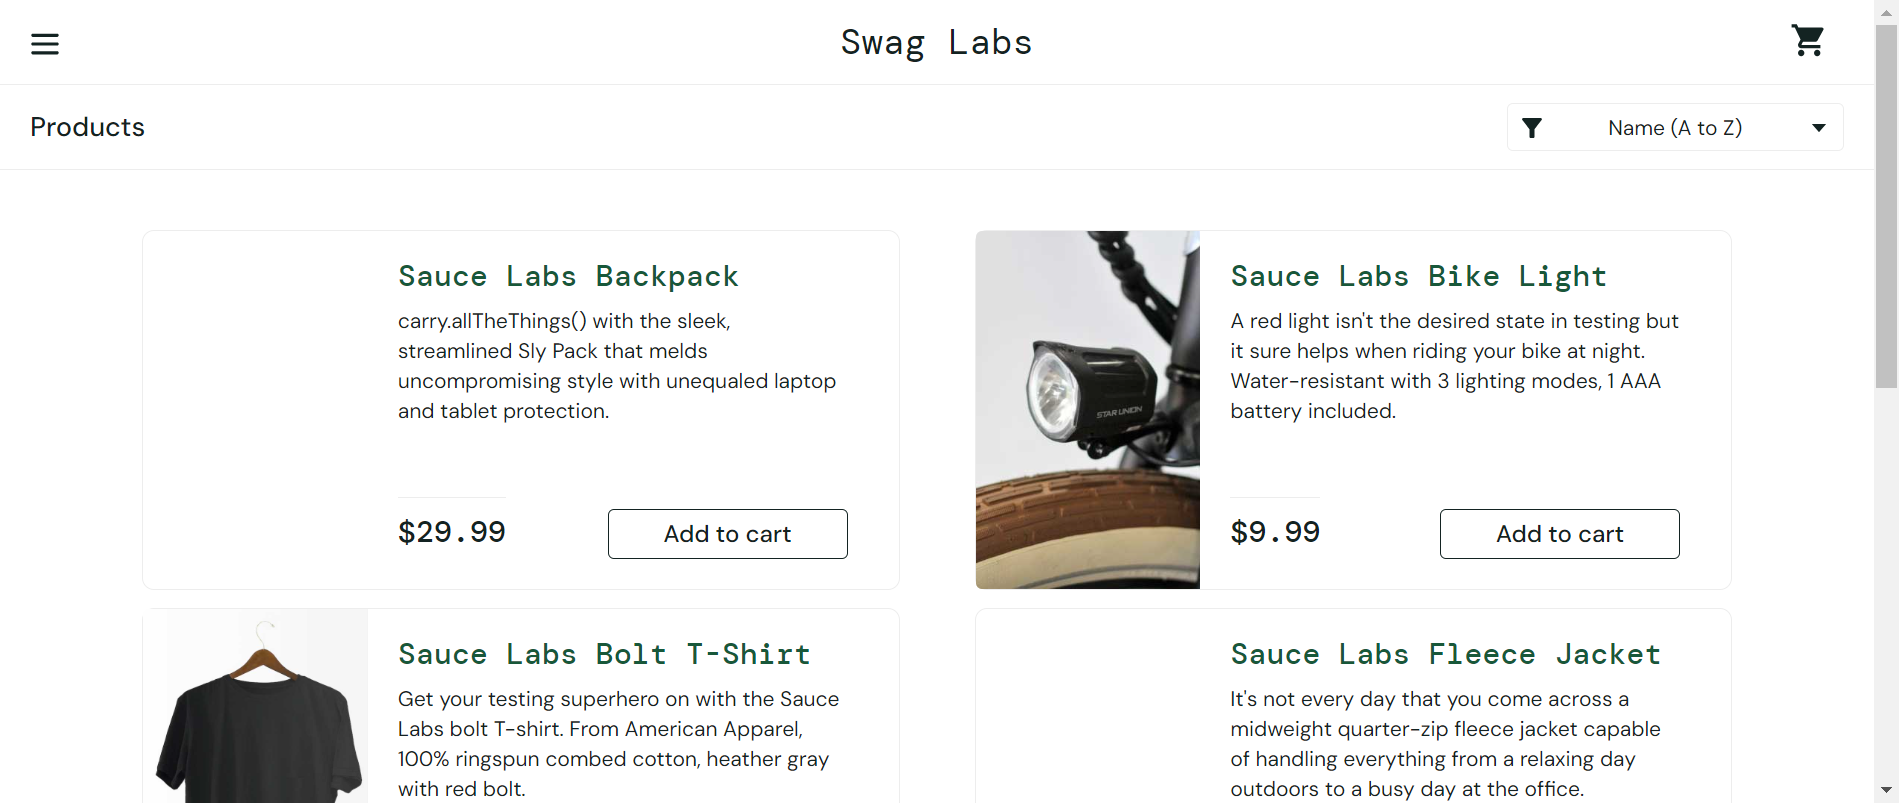 Swag Labs
Products
Name (A to Z)
Sauce Labs Backpack
carry.allTheThings() with the sleek,
streamlined Sly Pack that melds
uncompromising style with unequaled laptop
and tablet protection.
$29.99
Add to cart
STAR UNION
Sauce Labs Bike Light
A red light isn't the desired state in testing but
it sure helps when riding your bike at night.
Water-resistant with 3 lighting modes, 1 AAA
battery included.
$9.99
Add to cart
Sauce Labs Bolt T-Shirt
Get your testing superhero on with the Sauce
Labs bolt T-shirt. From American Apparel,
100% ringspun combed cotton, heather gray
with red bolt.
Sauce Labs Fleece Jacket
It's not every day that you come across a
midweight quarter-zip fleece jacket capable
of handling everything from a relaxing day
outdoors to a busy day at the office.